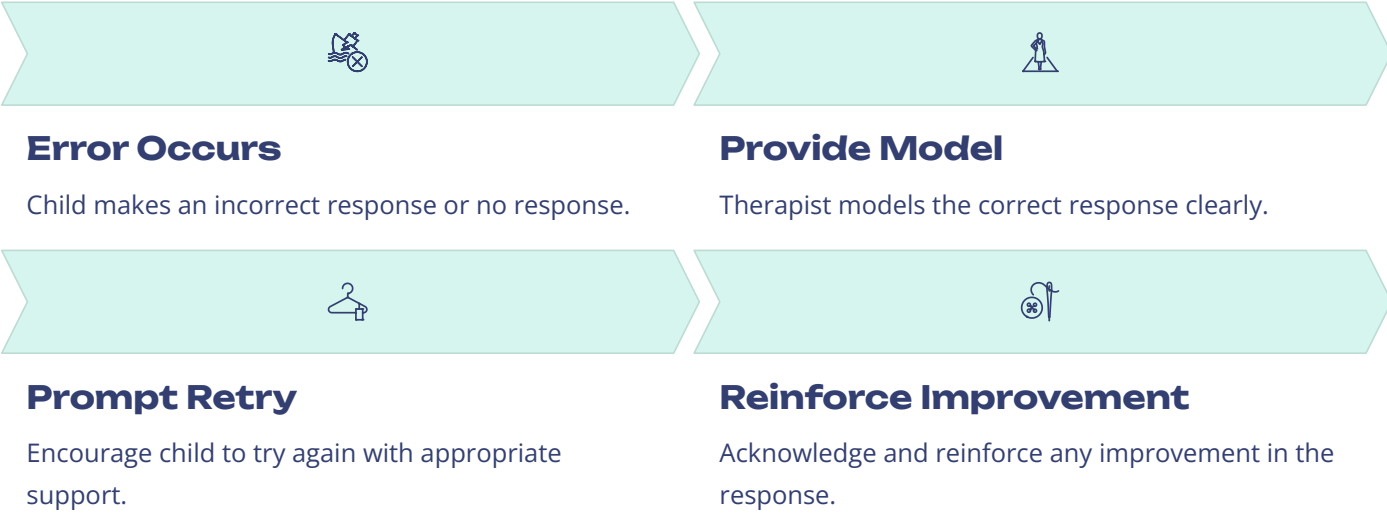 Error Occurs
Child makes an incorrect response or no response.
Provide Model
Therapist models the correct response clearly.
Prompt Retry
Encourage child to try again with appropriate
support.
Reinforce Improvement
Acknowledge and reinforce any improvement in the
response.